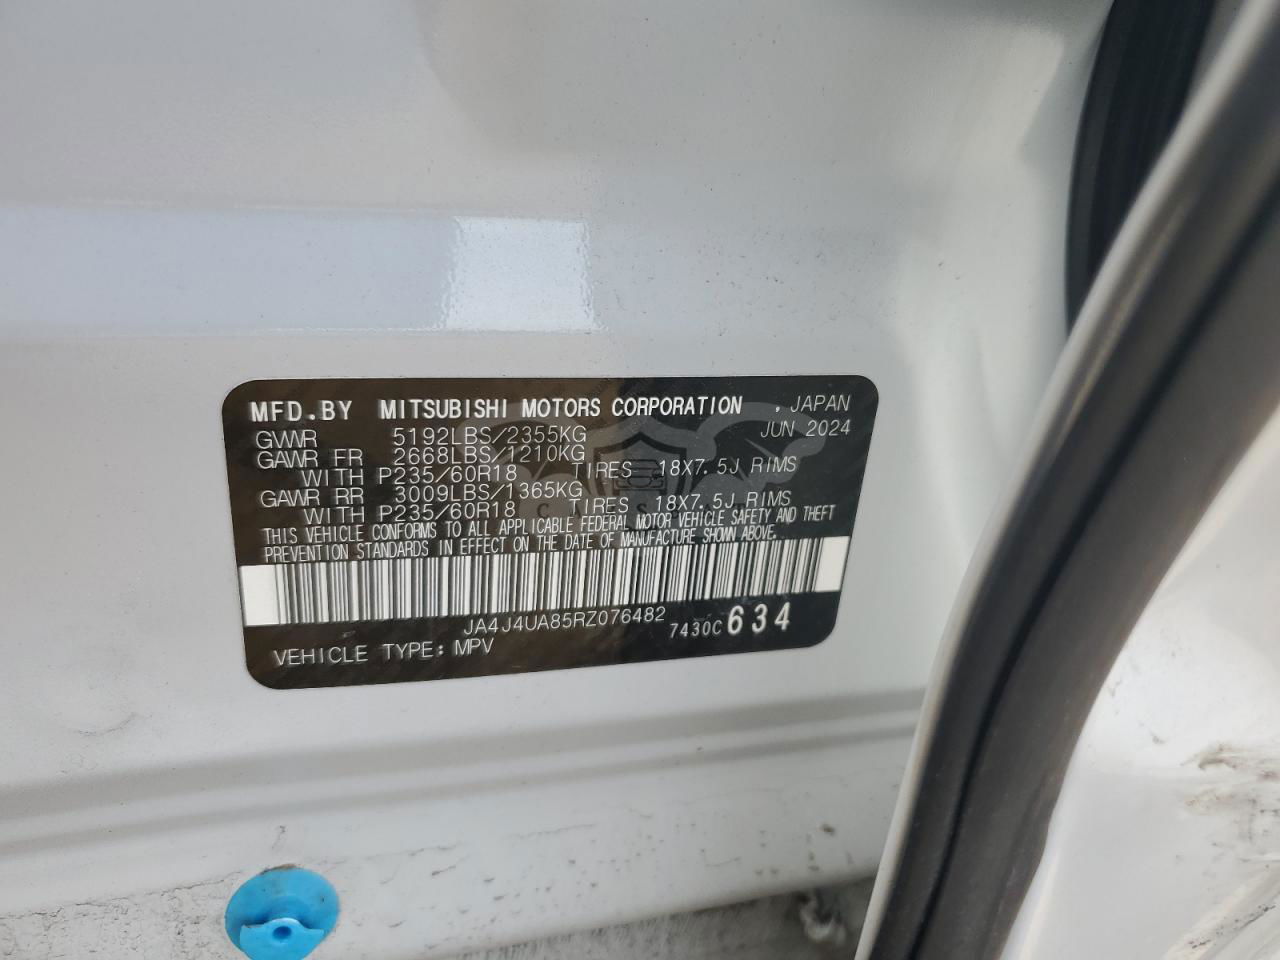 MFD.BY MITSUBISHI MOTORS CORPORATION , JAPAN
GVWR 5192LBS/2355KG JUN 2024
GAWR FR 2668LBS/1210KG
WITH P235/60R18 TIRES 18X7.5J RIMS
GAWR RR 3009LBS/1365KG
WITH P235/60R18 TIRES 18X7.5J RIMS
THIS VEHICLE CONFORMS TO ALL APPLICABLE FEDERAL MOTOR VEHICLE SAFETY AND THEFT
PREVENTION STANDARDS IN EFFECT ON THE DATE OF MANUFACTURE SHOWN ABOVE.
JA4J4UA85RZ076482 7430C 634
VEHICLE TYPE: MPV